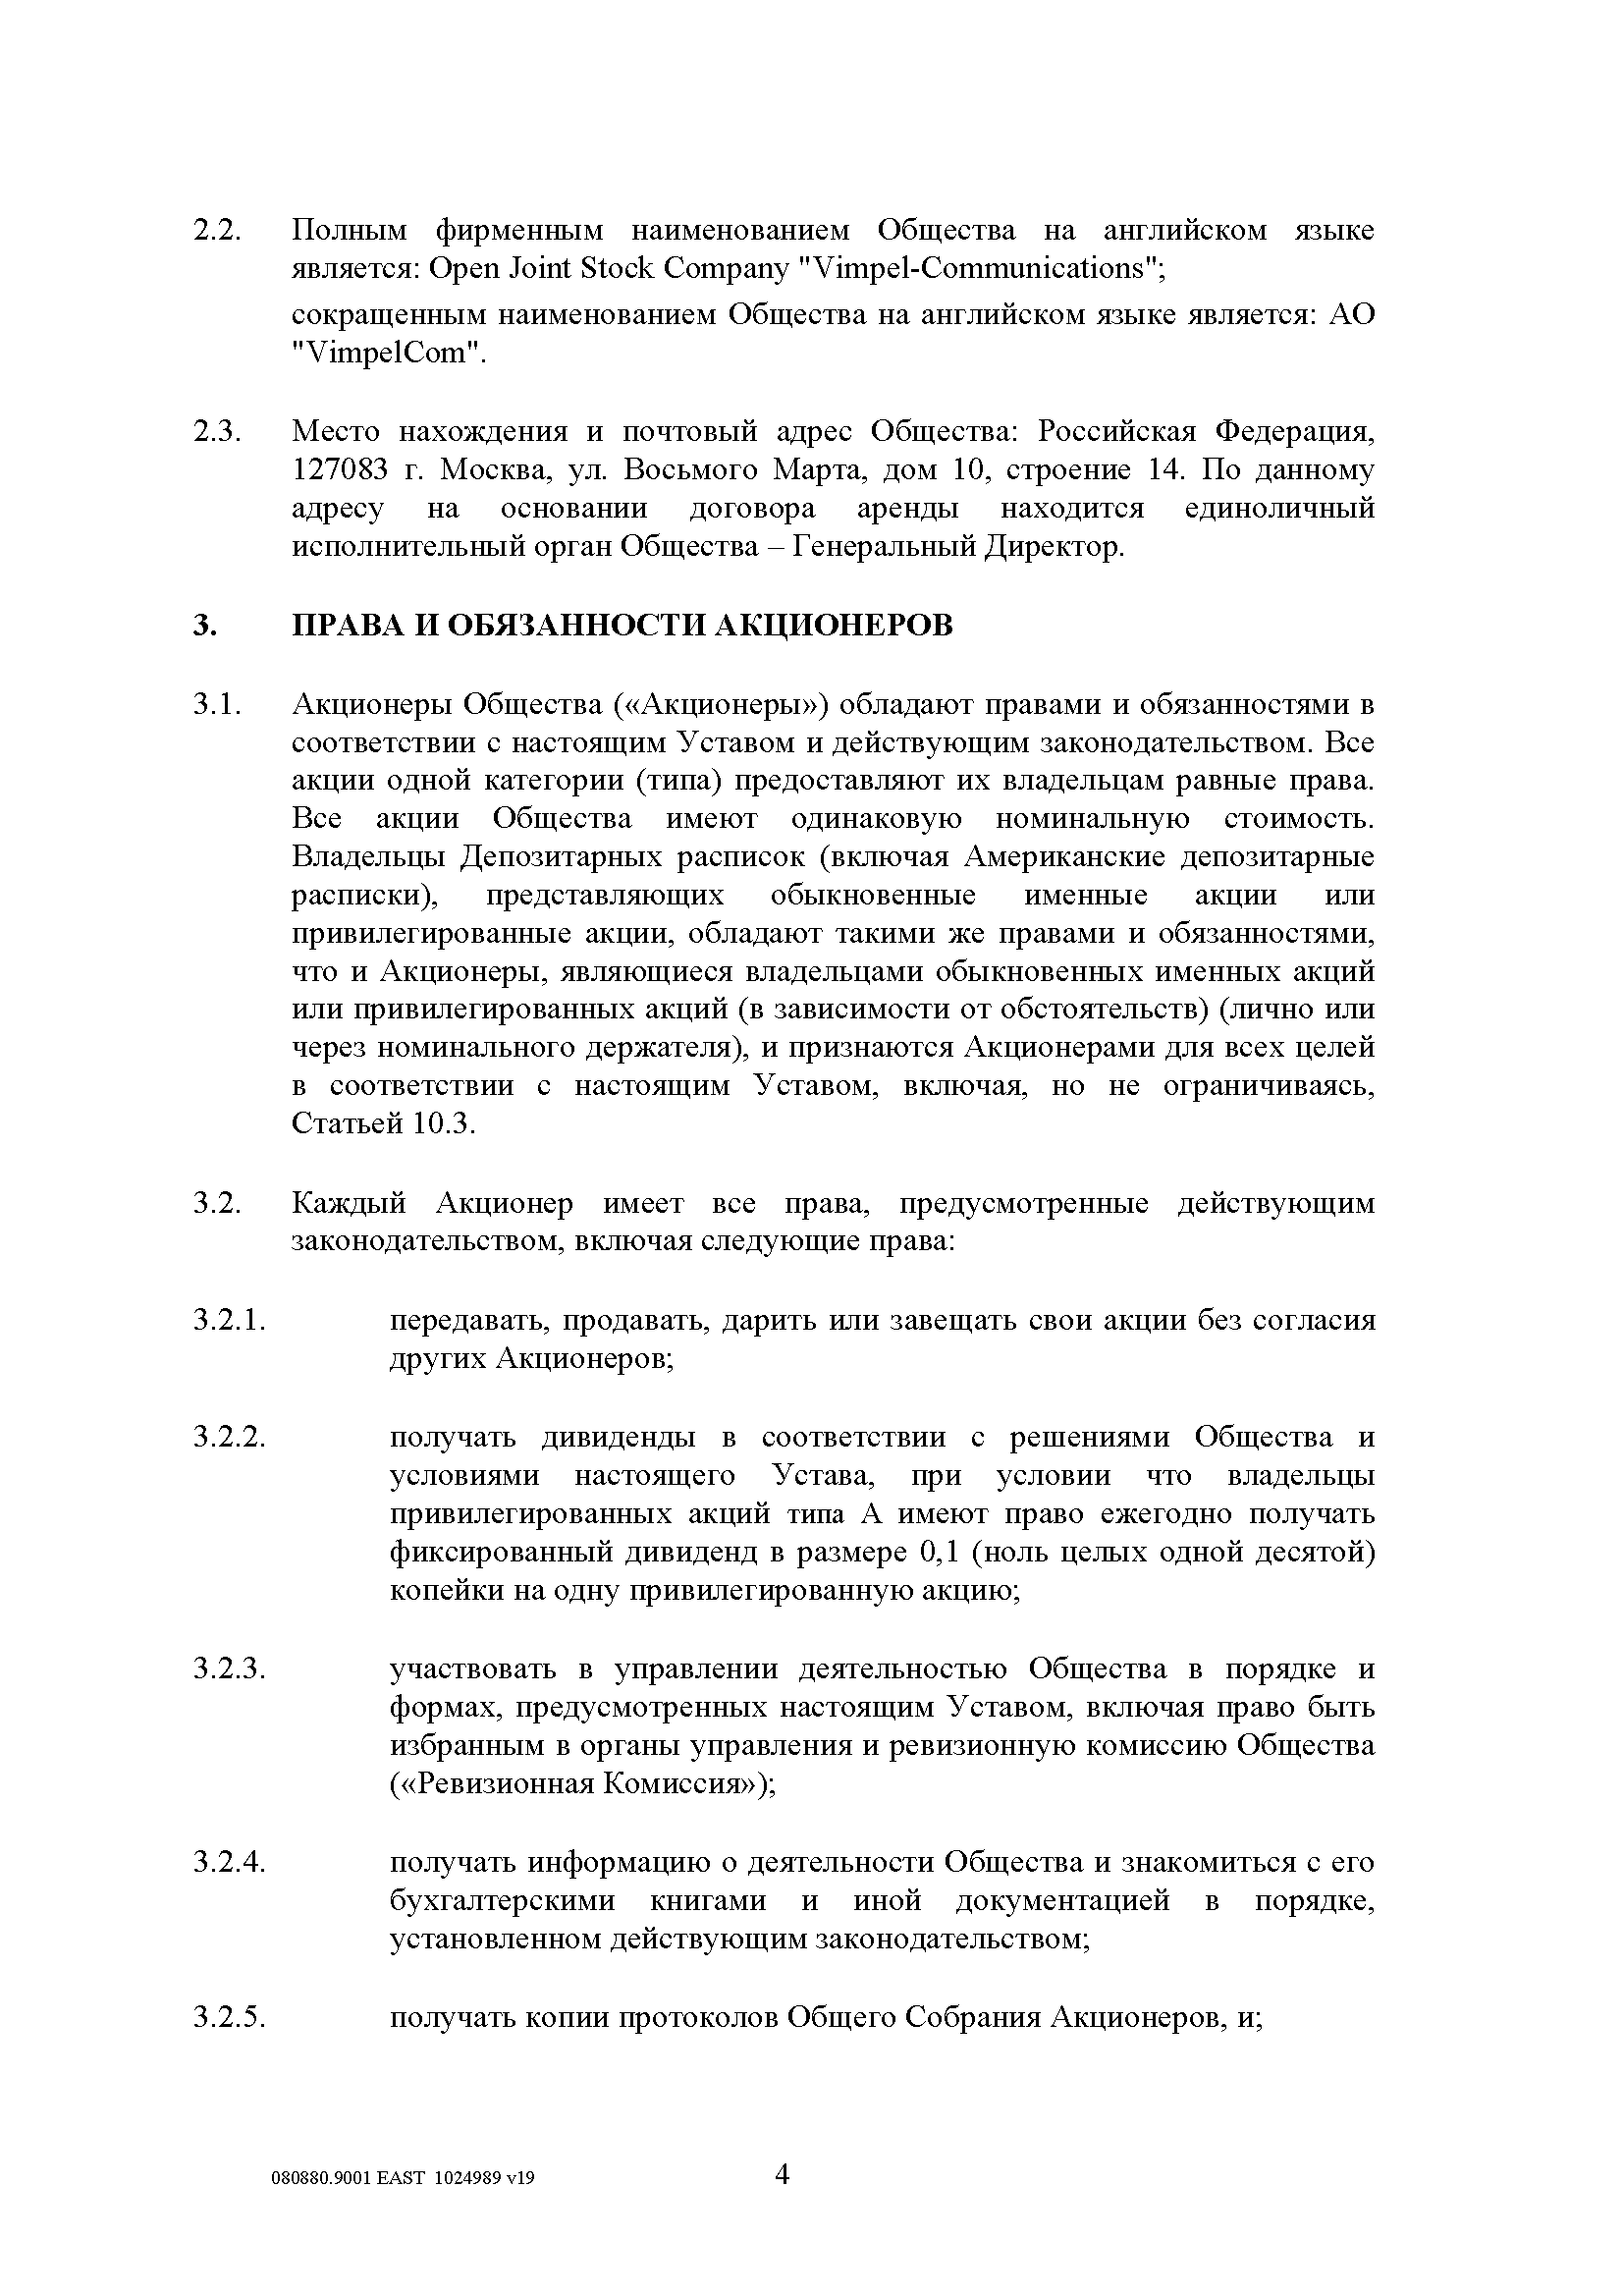 2.2. Полным фирменным наименованием Общества на английском языке
является: Open Joint Stock Company "Vimpel-Communications";
сокращенным наименованием Общества на английском языке является: АО
"VimpelCom".
2.3. Место нахождения и почтовый адрес Общества: Российская Федерация,
127083 г. Москва, ул. Восьмого Марта, дом 10, строение 14. По данному
адресу на основании договора аренды находится единоличный
исполнительный орган Общества – Генеральный Директор.
3. ПРАВА И ОБЯЗАННОСТИ АКЦИОНЕРОВ
3.1. Акционеры Общества («Акционеры») обладают правами и обязанностями в
соответствии с настоящим Уставом и действующим законодательством. Все
акции одной категории (типа) предоставляют их владельцам равные права.
Все акции Общества имеют одинаковую номинальную стоимость.
Владельцы Депозитарных расписок (включая Американские депозитарные
расписки), представляющих обыкновенные именные акции или
привилегированные акции, обладают такими же правами и обязанностями,
что и Акционеры, являющиеся владельцами обыкновенных именных акций
или привилегированных акций (в зависимости от обстоятельств) (лично или
через номинального держателя), и признаются Акционерами для всех целей
в соответствии с настоящим Уставом, включая, но не ограничиваясь,
Статьей 10.3.
3.2. Каждый Акционер имеет все права, предусмотренные действующим
законодательством, включая следующие права:
3.2.1. передавать, продавать, дарить или завещать свои акции без согласия
других Акционеров;
3.2.2. получать дивиденды в соответствии с решениями Общества и
условиями настоящего Устава, при условии что владельцы
привилегированных акций типа А имеют право ежегодно получать
фиксированный дивиденд в размере 0,1 (ноль целых одной десятой)
копейки на одну привилегированную акцию;
3.2.3. участвовать в управлении деятельностью Общества в порядке и
формах, предусмотренных настоящим Уставом, включая право быть
избранным в органы управления и ревизионную комиссию Общества
(«Ревизионная Комиссия»);
3.2.4. получать информацию о деятельности Общества и знакомиться с его
бухгалтерскими книгами и иной документацией в порядке,
установленном действующим законодательством;
3.2.5. получать копии протоколов Общего Собрания Акционеров, и;
080880.9001 EAST 1024989 v19 4